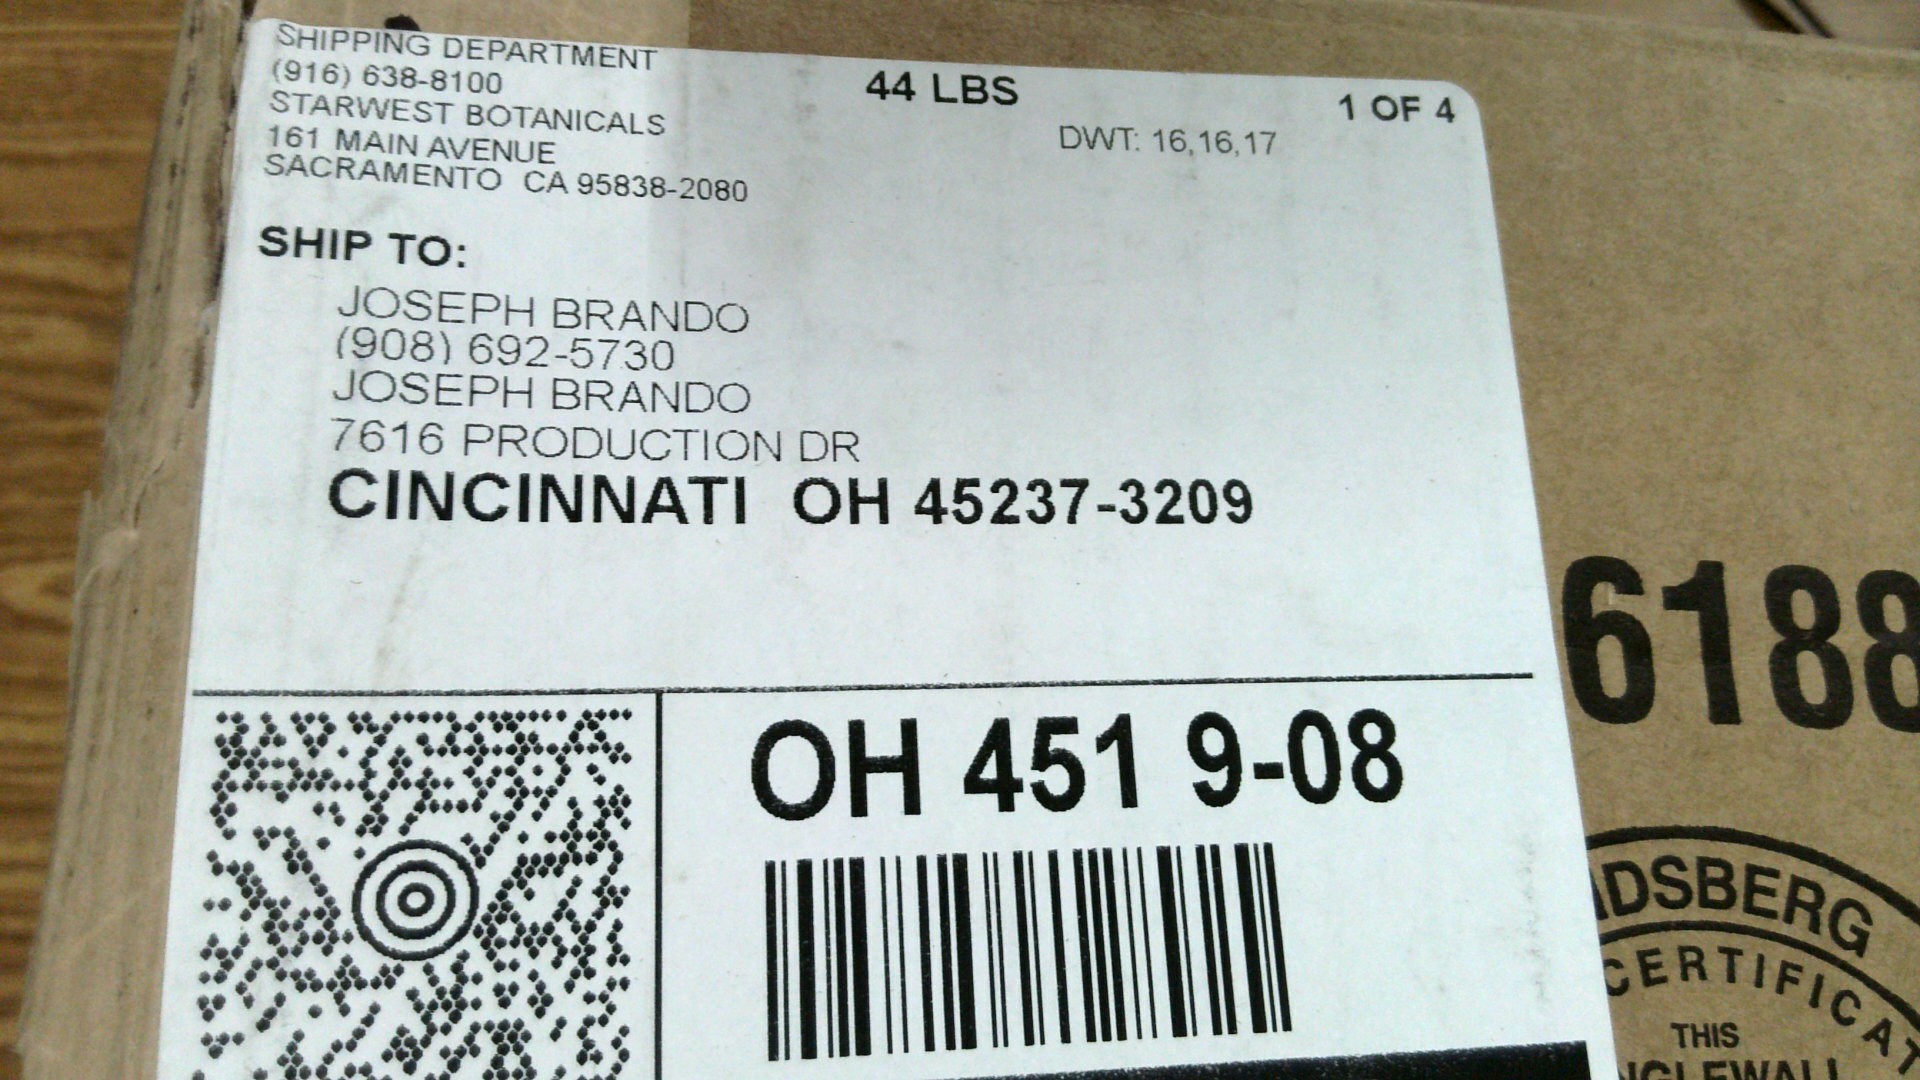 SHIPPING DEPARTMENT
(916) 638-8100
STARWEST BOTANICALS
161 MAIN AVENUE
SACRAMENTO CA 95838-2080
44 LBS
1 OF 4
DWT: 16,16,17
SHIP TO:
JOSEPH BRANDO
(908) 692-5730
JOSEPH BRANDO
7616 PRODUCTION DR
CINCINNATI OH 45237-3209
OH 451 9-08
6188
ADSBERG
CERTIFICAT
THIS